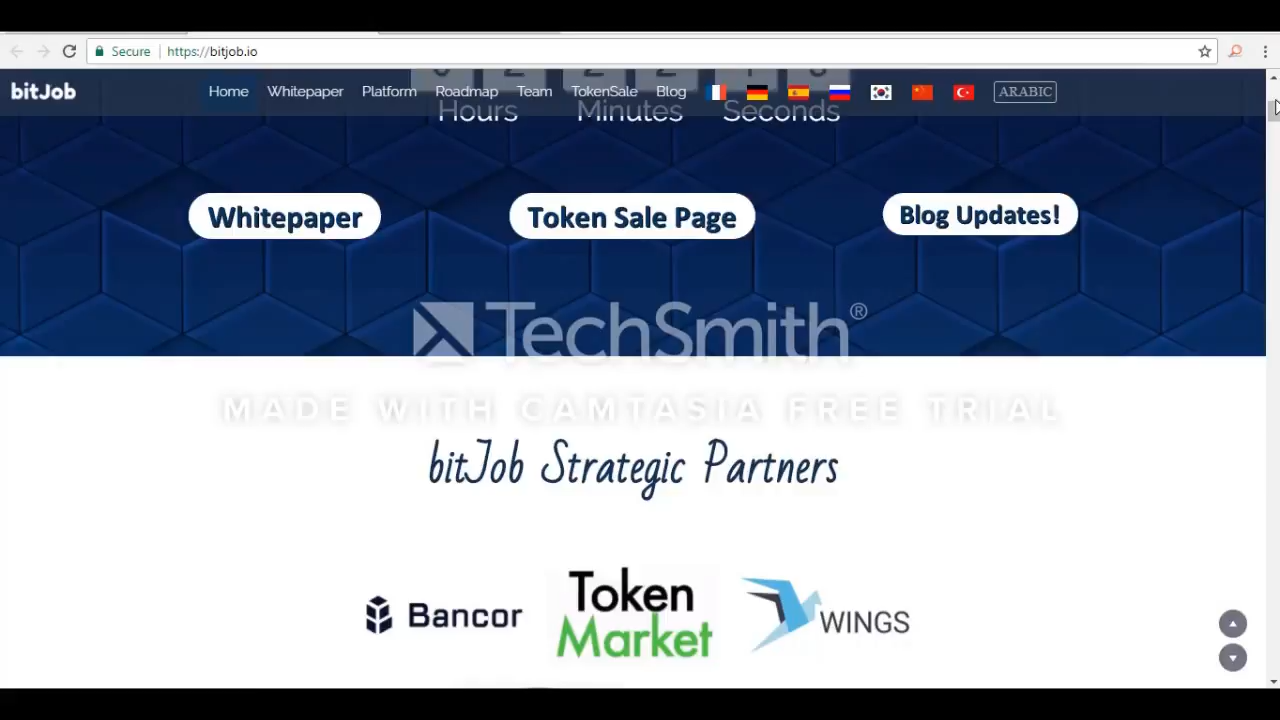 Secure https://bitjob.io
bitJob Home Whitepaper Platform Roadmap Team TokenSale Blog ARABIC
Hours Minutes Seconds
Whitepaper Token Sale Page Blog Updates!
TechSmith®
MADE WITH CAMTASIA FREE TRIAL
bitJob Strategic Partners
Bancor Token Market WINGS